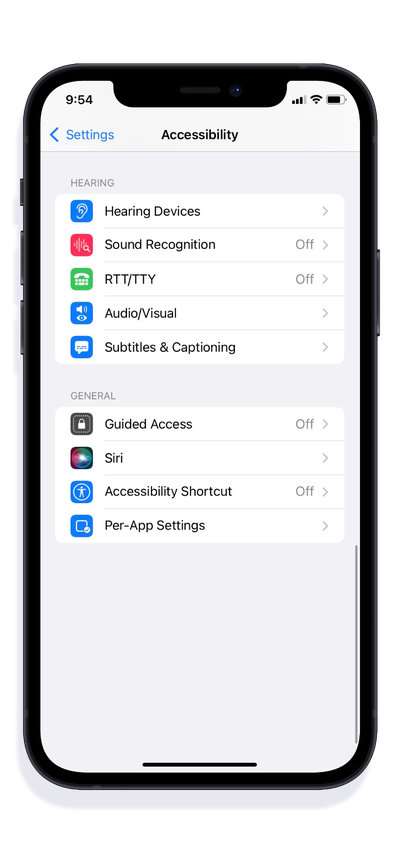 9:54
Settings
Accessibility
HEARING
Hearing Devices
Sound Recognition Off
RTT/TTY Off
Audio/Visual
Subtitles & Captioning
GENERAL
Guided Access Off
Siri
Accessibility Shortcut Off
Per-App Settings